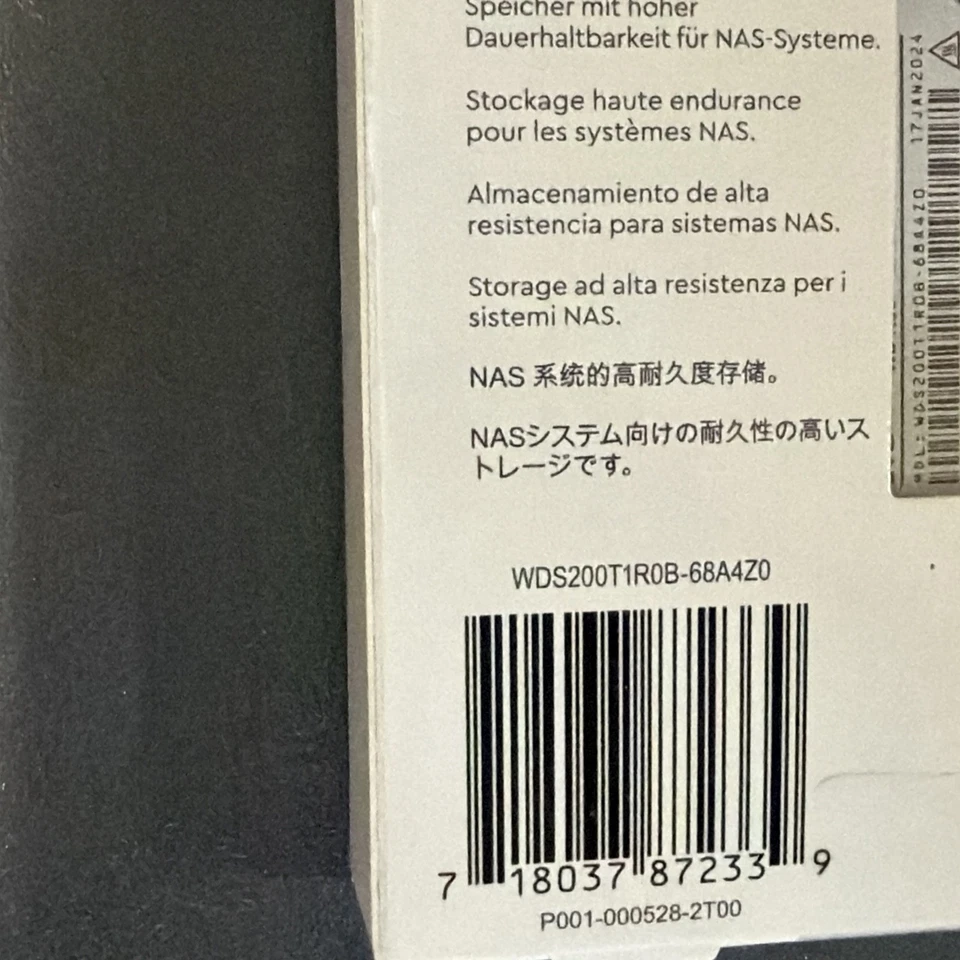 Speicher mit hoher
Dauerhaltbarkeit für NAS-Systeme.
Stockage haute endurance
pour les systèmes NAS.
Almacenamiento de alta
resistencia para sistemas NAS.
Storage ad alta resistenza per i
sistemi NAS.
NAS 系统的高耐久度存储。
NASシステム向けの耐久性の高いス
トレージです。
WDS200T1R0B-68A4Z0
7 18037 87233 9
P001-000528-2T00
MDL: WDS200T1R0B-68A4Z0 17JAN2024